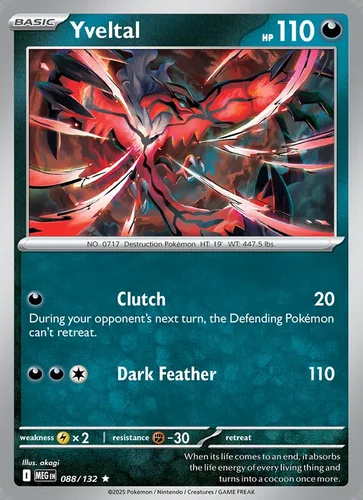 BASIC
Yveltal
HP 110
NO. 0717 Destruction Pokémon HT: 19' WT: 447.5 lbs.
Clutch 20
During your opponent's next turn, the Defending Pokémon
can't retreat.
Dark Feather 110
weakness ×2 resistance -30 retreat
Illus. akagi
I MEG EN 088/132 ★
When its life comes to an end, it absorbs
the life energy of every living thing and
turns into a cocoon once more.
©2025 Pokémon / Nintendo / Creatures / GAME FREAK